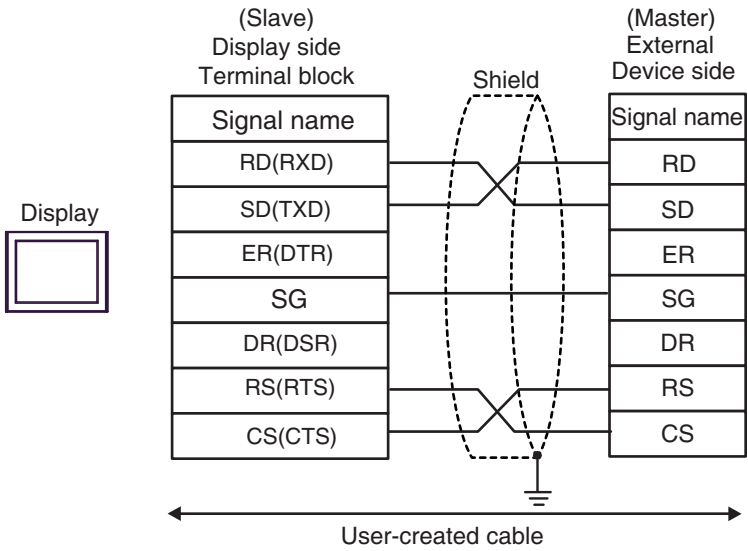 (Slave)
Display side
Terminal block
(Master)
External
Device side
Shield
Signal name
Signal name
RD(RXD)
RD
SD(TXD)
SD
Display
ER(DTR)
ER
SG
SG
DR(DSR)
DR
RS(RTS)
RS
CS(CTS)
CS
User-created cable